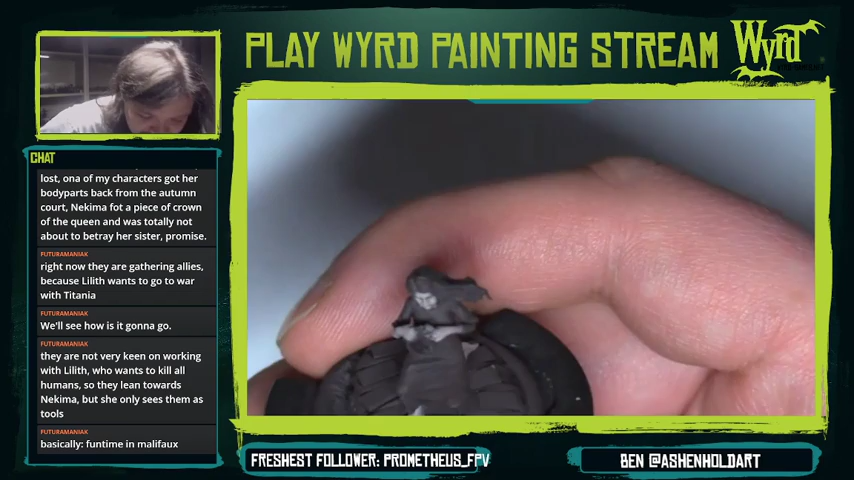 PLAY WYRD PAINTING STREAM
Wyrd
CHAT
lost, ona of my characters got her
bodyparts back from the autumn
court, Nekima fot a piece of crown
of the queen and was totally not
about to betray her sister, promise.
FUTURAMANIAK
right now they are gathering allies,
because Lilith wants to go to war
with Titania
FUTURAMANIAK
We'll see how is it gonna go.
FUTURAMANIAK
they are not very keen on working
with Lilith, who wants to kill all
humans, so they lean towards
Nekima, but she only sees them as
tools
FUTURAMANIAK
basically: funtime in malifaux
FRESHEST FOLLOWER: PROMETHEUS_FPV
BEN @ASHENHOLDART